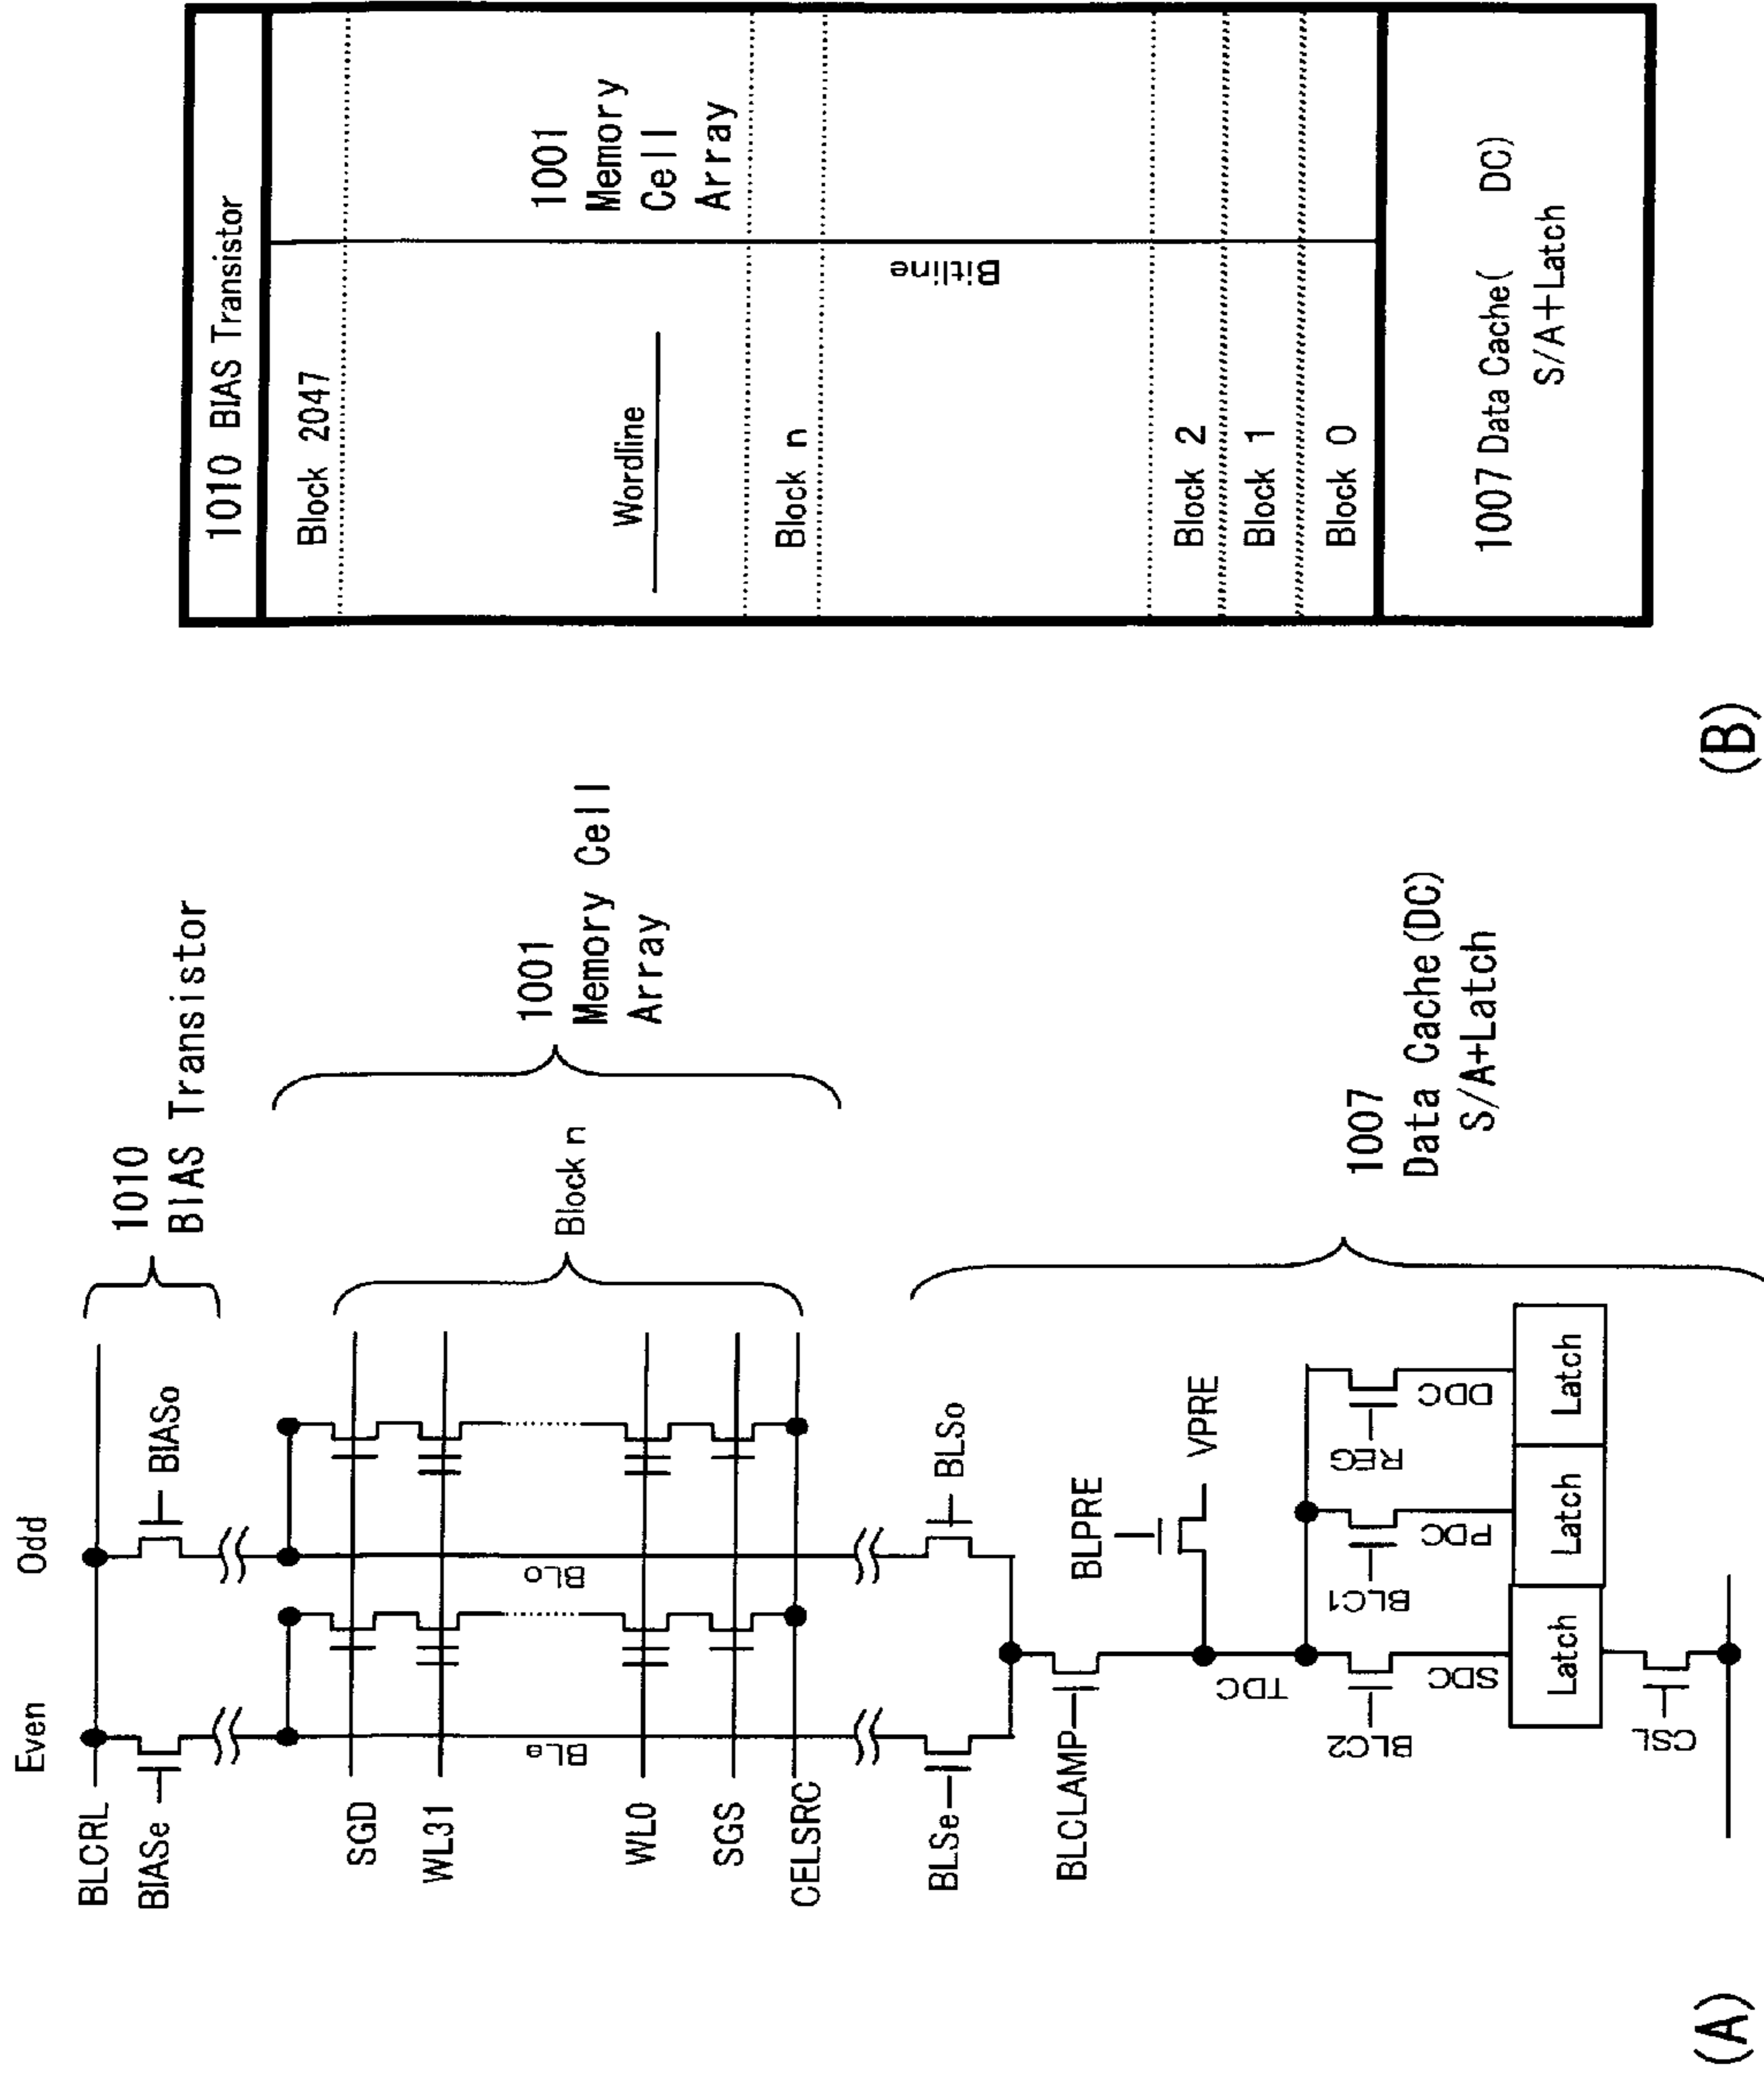 Even
Odd
BLCRL
BIASe
BIASo
1010
BIAS Transistor
SGD
WL31
WL0
SGS
CELSRC
BLe
BLo
Block n
1001
Memory Cell
Array
BLSe
BLSo
BLCLAMP
BLPRE
VPRE
TDC
BLC2
BLC1
REG
SDC
PDC
DDC
Latch
Latch
Latch
CSL
1007
Data Cache(DC)
S/A+Latch
(A)
1010 BIAS Transistor
Block 2047
1001
Memory
Cell
Array
Wordline
Block n
Bitline
Block 2
Block 1
Block 0
1007 Data Cache( DC)
S/A+Latch
(B)